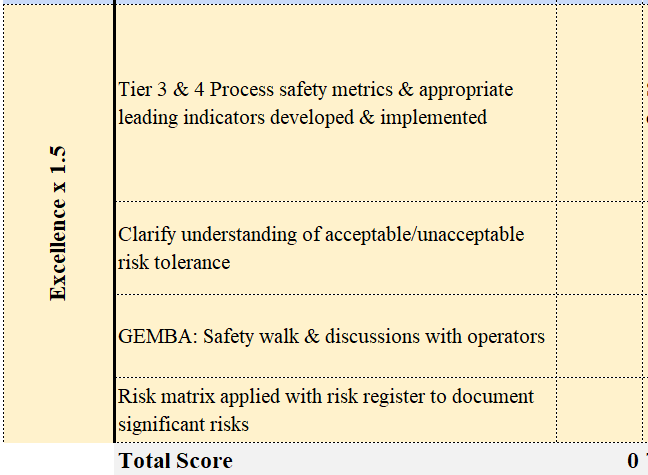 Excellence x 1.5
Tier 3 & 4 Process safety metrics & appropriate
leading indicators developed & implemented
Clarify understanding of acceptable/unacceptable
risk tolerance
GEMBA: Safety walk & discussions with operators
Risk matrix applied with risk register to document
significant risks
Total Score 0